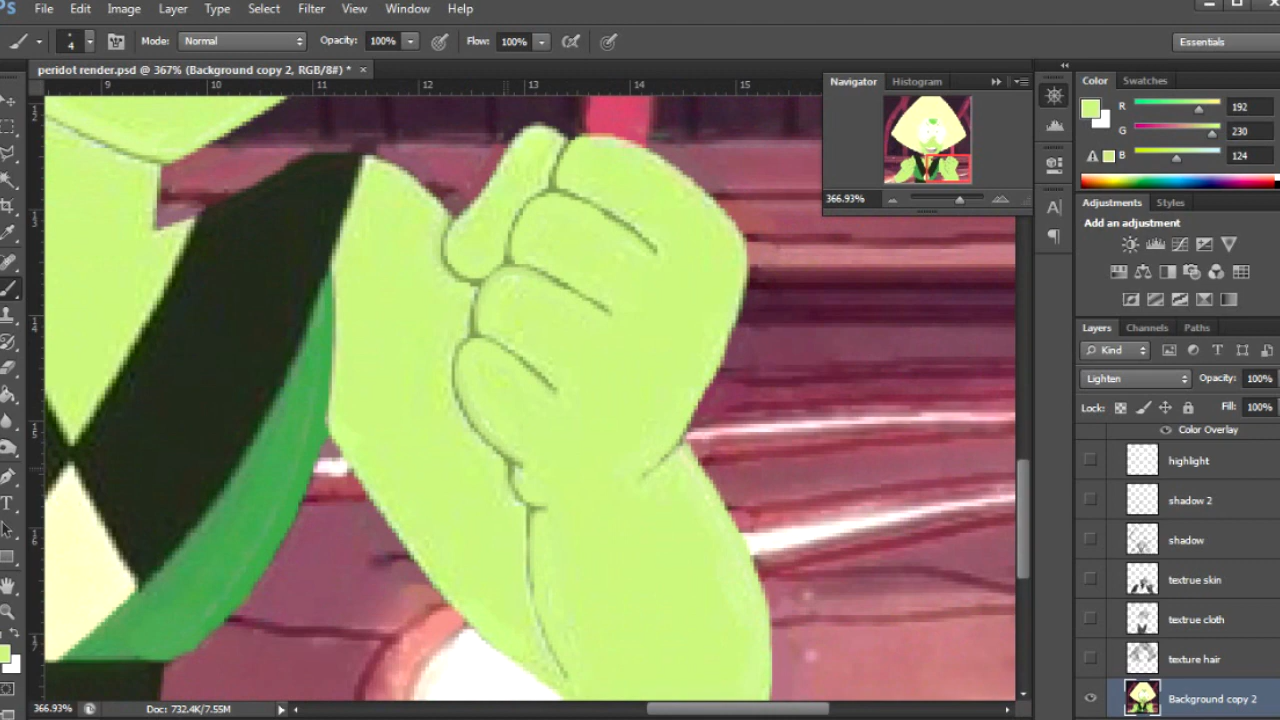 Ps File Edit Image Layer Type Select Filter View Window Help
4 Mode: Normal Opacity: 100% Flow: 100% Essentials
peridot render.psd @ 367% (Background copy 2, RGB/8#) * ×
9 10 11 12 13 14 15
Navigator Histogram
366.93%
Color Swatches
R 192
G 230
B 124
Adjustments Styles
Add an adjustment
Layers Channels Paths
Kind
Lighten Opacity: 100%
Lock: Fill: 100%
Color Overlay
highlight
shadow 2
shadow
textrue skin
textrue cloth
texture hair
Background copy 2
366.93% Doc: 732.4K/7.55M